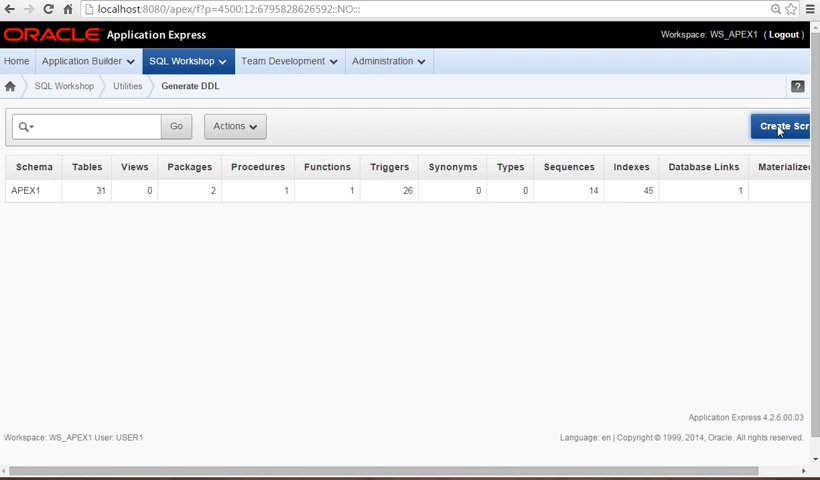 localhost:8080/apex/f?p=4500:12:6795828626592::NO:::
ORACLE Application Express
Workspace: WS_APEX1 ( Logout )
Home Application Builder SQL Workshop Team Development Administration
SQL Workshop Utilities Generate DDL ?
Go Actions Create Scr
Schema Tables Views Packages Procedures Functions Triggers Synonyms Types Sequences Indexes Database Links Materialized
APEX1 31 0 2 1 1 26 0 0 14 45 1
Application Express 4.2.6.00.03
Workspace: WS_APEX1 User: USER1 Language: en | Copyright © 1999, 2014, Oracle. All rights reserved.